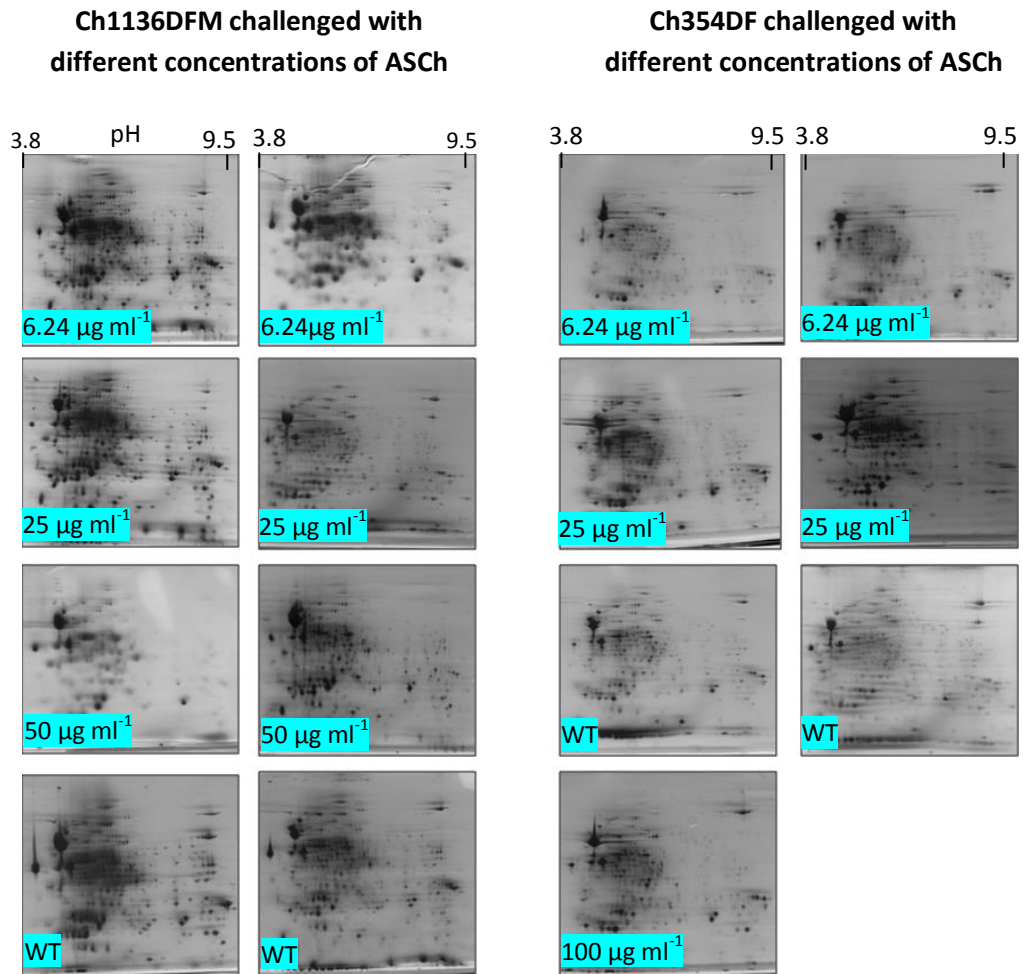 Ch1136DFM challenged with
different concentrations of ASCh
Ch354DF challenged with
different concentrations of ASCh
3.8 pH 9.5
3.8 9.5
3.8 9.5
3.8 9.5
6.24 µg ml⁻¹
6.24µg ml⁻¹
6.24 µg ml⁻¹
6.24 µg ml⁻¹
25 µg ml⁻¹
25 µg ml⁻¹
25 µg ml⁻¹
25 µg ml⁻¹
50 µg ml⁻¹
50 µg ml⁻¹
WT
WT
WT
WT
100 µg ml⁻¹